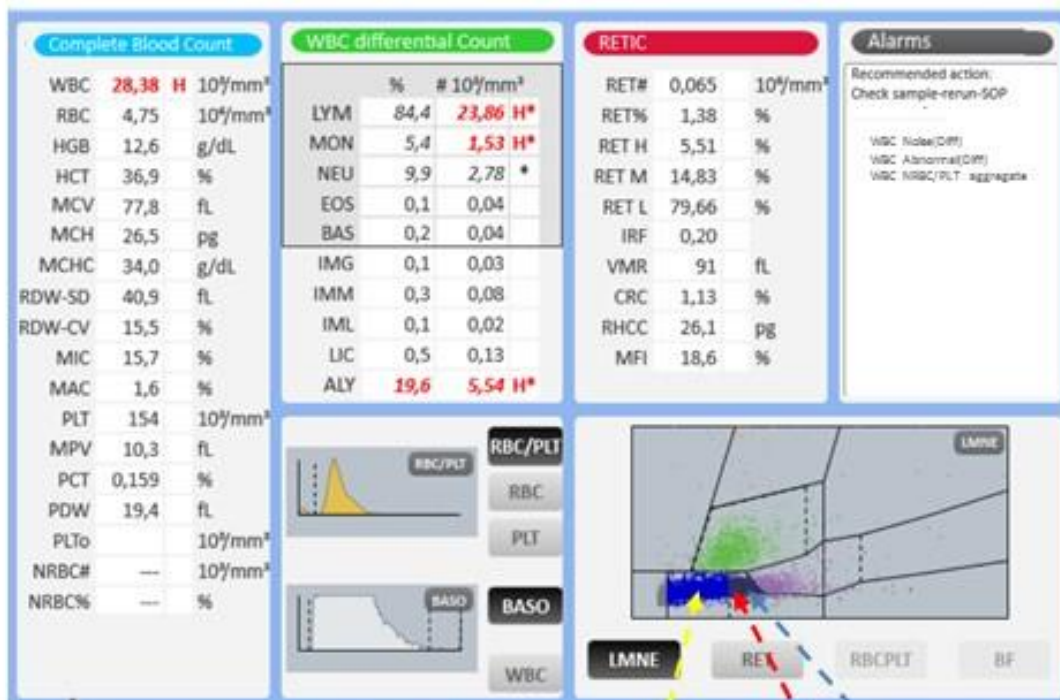 Complete Blood Count
WBC 28,38 H 10³/mm³
RBC 4,75 10⁶/mm³
HGB 12,6 g/dL
HCT 36,9 %
MCV 77,8 fL
MCH 26,5 pg
MCHC 34,0 g/dL
RDW-SD 40,9 fL
RDW-CV 15,5 %
MIC 15,7 %
MAC 1,6 %
PLT 154 10³/mm³
MPV 10,3 fL
PCT 0,159 %
PDW 19,4 fL
PLTo 10³/mm³
NRBC# --- 10³/mm³
NRBC% --- %
WBC differential Count
% # 10³/mm³
LYM 84,4 23,86 H*
MON 5,4 1,53 H*
NEU 9,9 2,78 *
EOS 0,1 0,04
BAS 0,2 0,04
IMG 0,1 0,03
IMM 0,3 0,08
IML 0,1 0,02
LIC 0,5 0,13
ALY 19,6 5,54 H*
RETIC
RET# 0,065 10⁶/mm³
RET% 1,38 %
RET H 5,51 %
RET M 14,83 %
RET L 79,66 %
IRF 0,20
VMR 91 fL
CRC 1,13 %
RHCC 26,1 pg
MFI 18,6 %
Alarms
Recommended action:
Check sample-rerun-SOP
WBC Noise(Diff)
WBC Abnormal(Diff)
WBC NRBC/PLT aggregate
RBC/PLT
RBC/PLT
RBC
PLT
BASO
BASO
WBC
LMNE
LMNE
RET
RBCPLT
BF